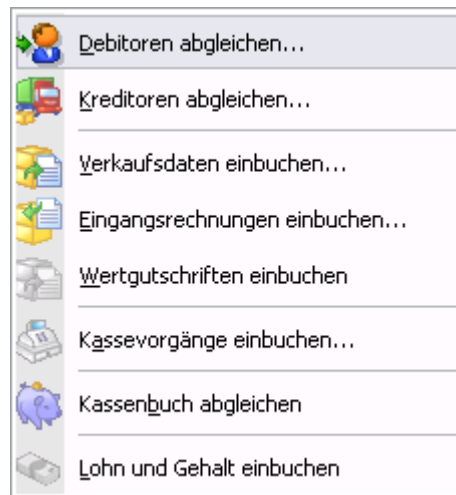 Debitoren abgleichen...
Kreditoren abgleichen...
Verkaufsdaten einbuchen...
Eingangsrechnungen einbuchen...
Wertgutschriften einbuchen
Kassevorgänge einbuchen...
Kassenbuch abgleichen
Lohn und Gehalt einbuchen